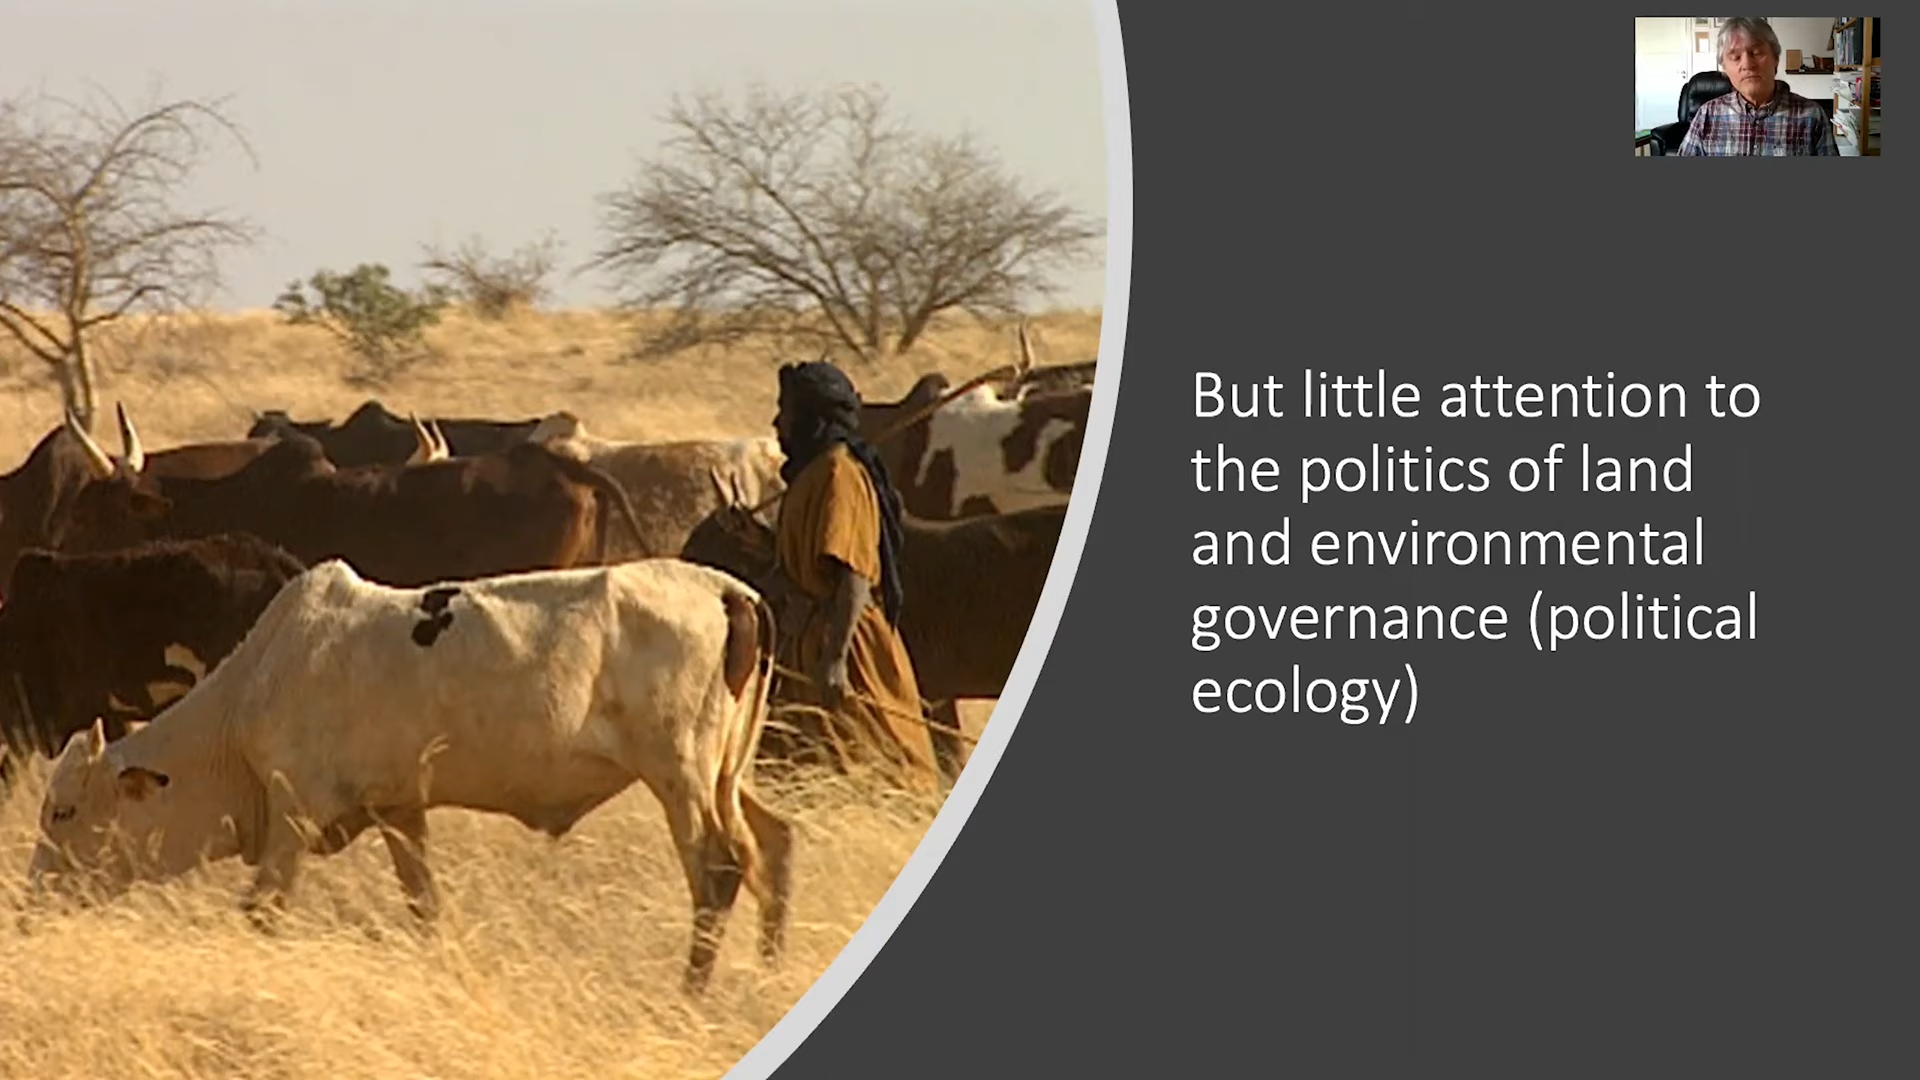 But little attention to
the politics of land
and environmental
governance (political
ecology)